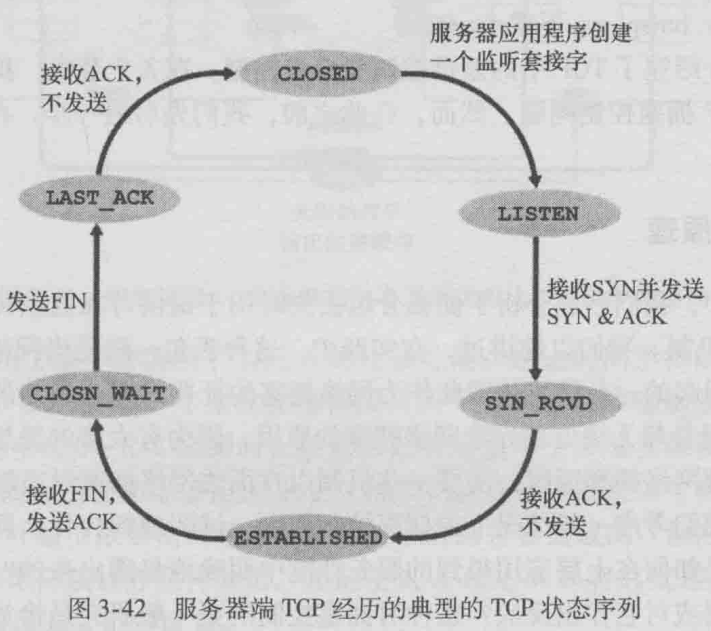 服务器应用程序创建
一个监听套接字
接收ACK,
不发送
CLOSED
LAST_ACK
LISTEN
发送FIN
接收SYN并发送
SYN & ACK
CLOSN_WAIT
SYN_RCVD
接收FIN,
发送ACK
接收ACK,
不发送
ESTABLISHED
图 3-42 服务器端 TCP 经历的典型的 TCP 状态序列